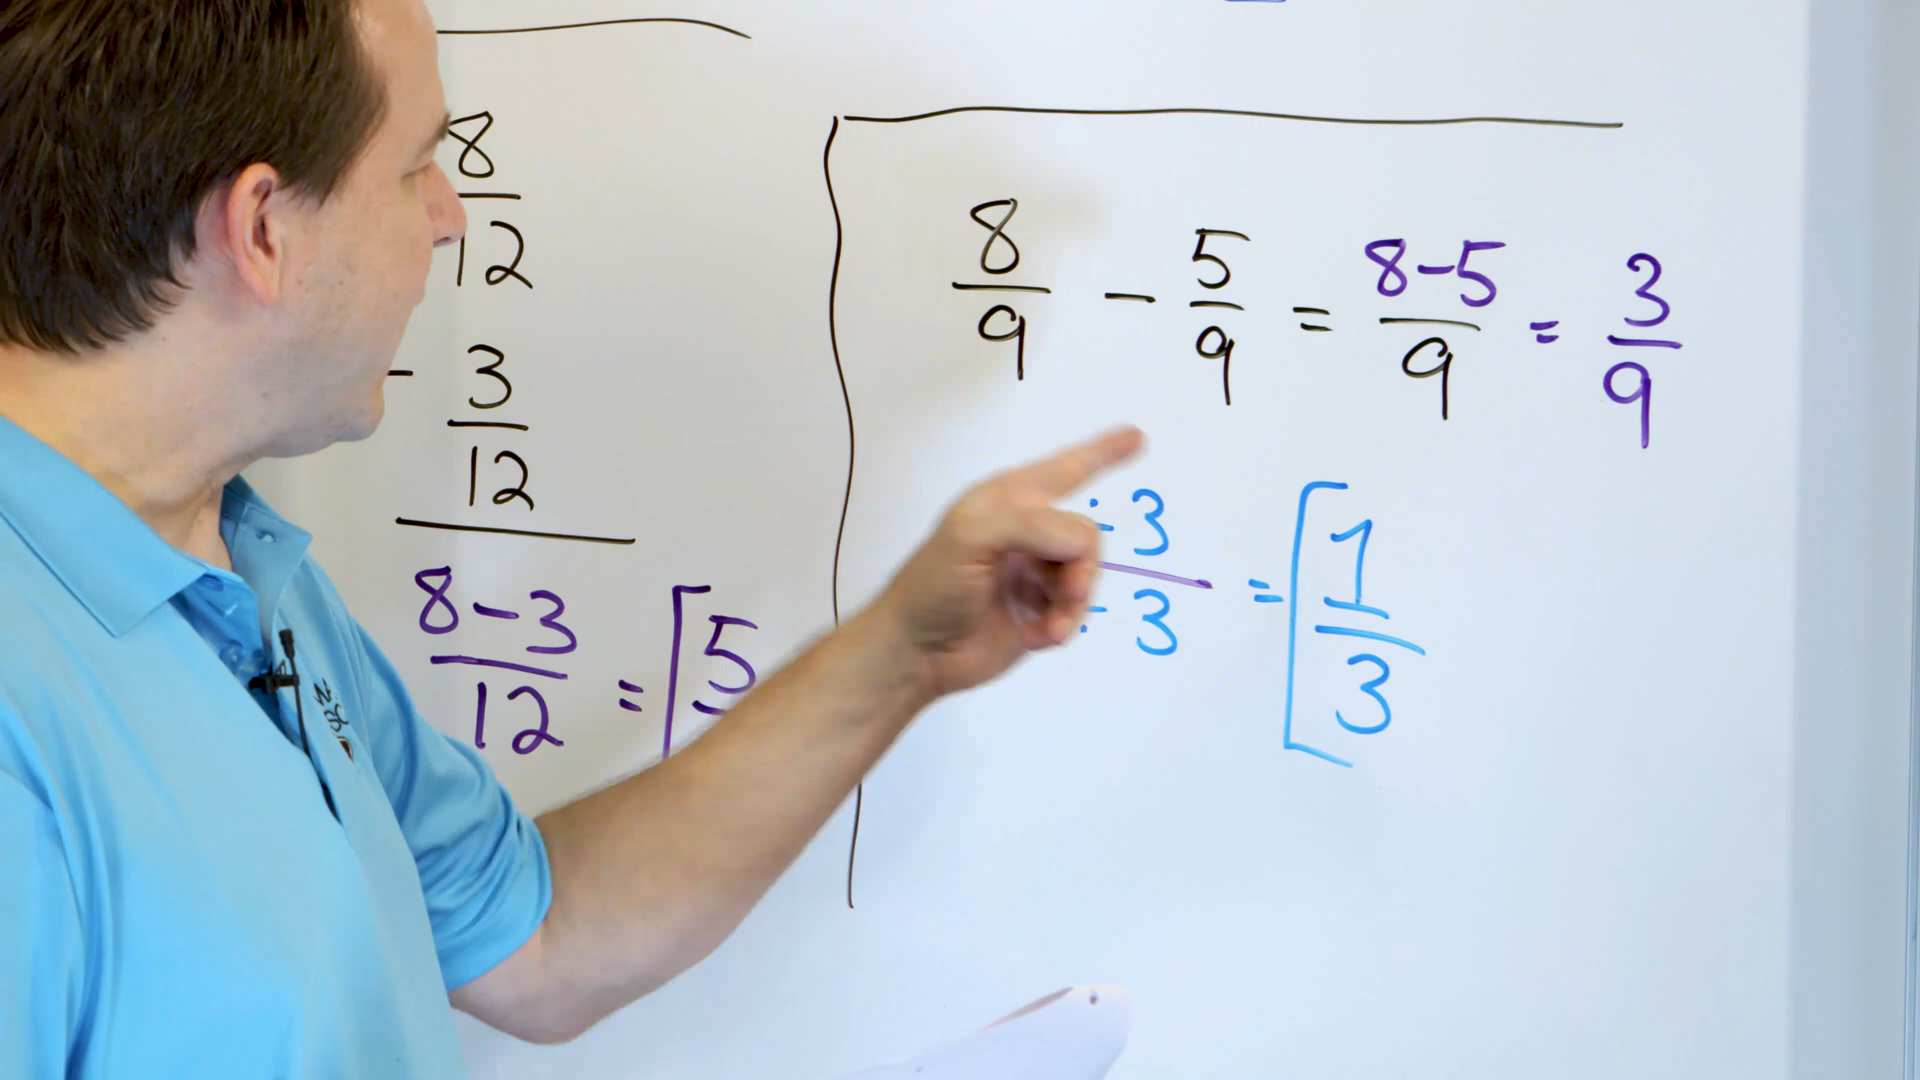 8/12
- 3/12
8-3/12 = [5
8/9 - 5/9 = 8-5/9 = 3/9
÷3/÷3 = [1/3